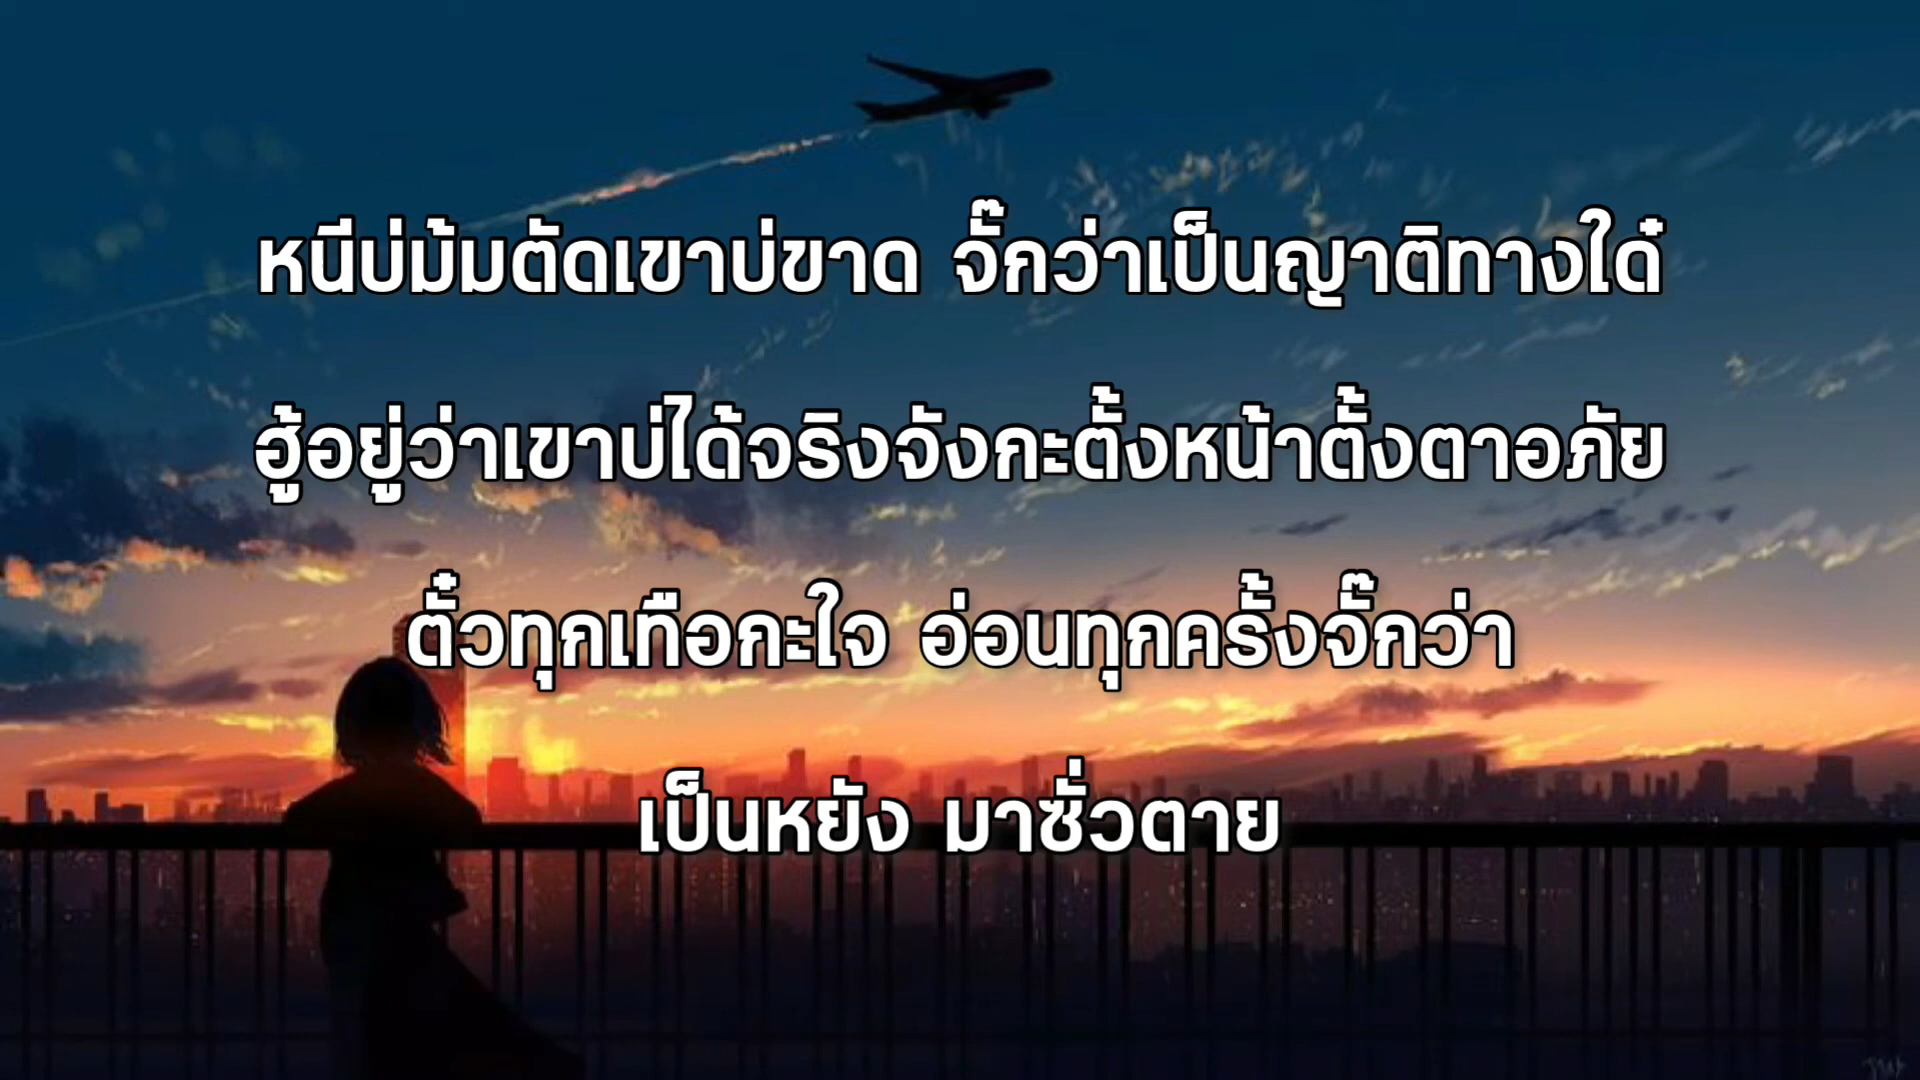 หนีบ่ม้มตัดเขาบ่ขาด จั๊กว่าเป็นญาติทางใด๋
ฮู้อยู่ว่าเขาบ่ได้จริงจังกะตั้งหน้าตั้งตาอภัย
ตั๋วทุกเทือกะใจ อ่อนทุกครั้งจั๊กว่า
เป็นหยัง มาซั่วตาย